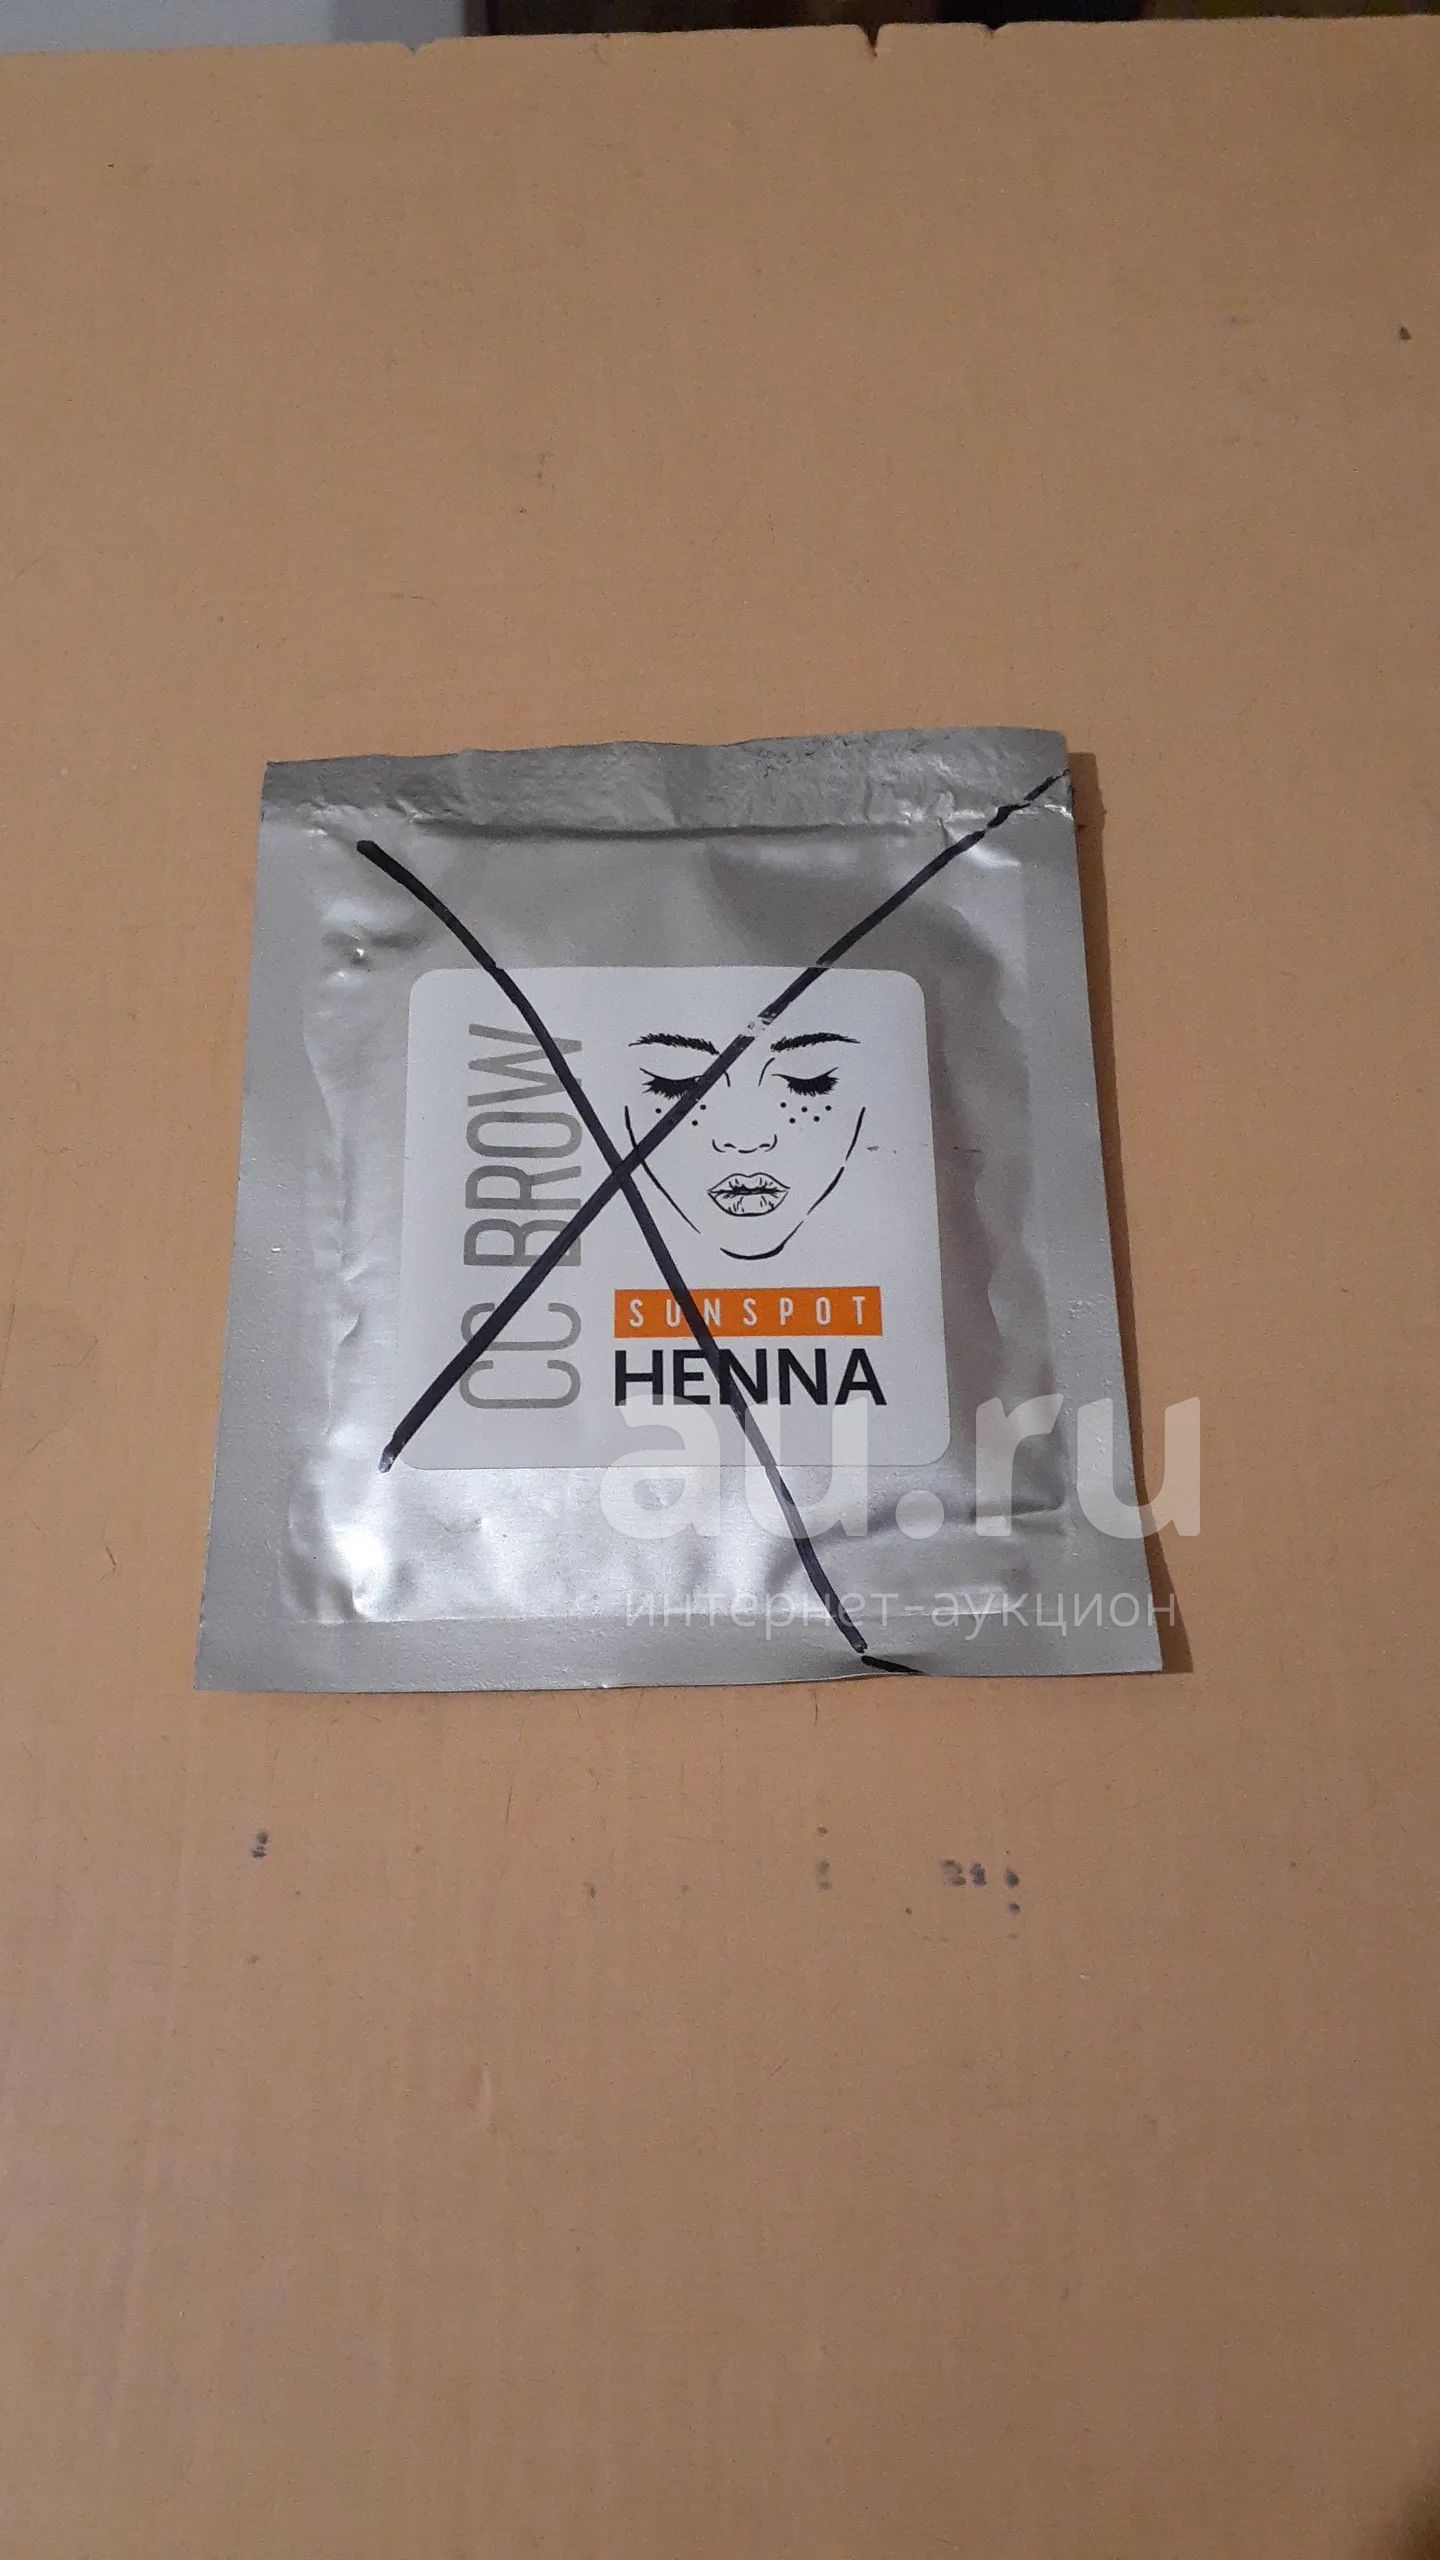 CC BROW
SUNSPOT
HENNA
au.ru
интернет-аукцион